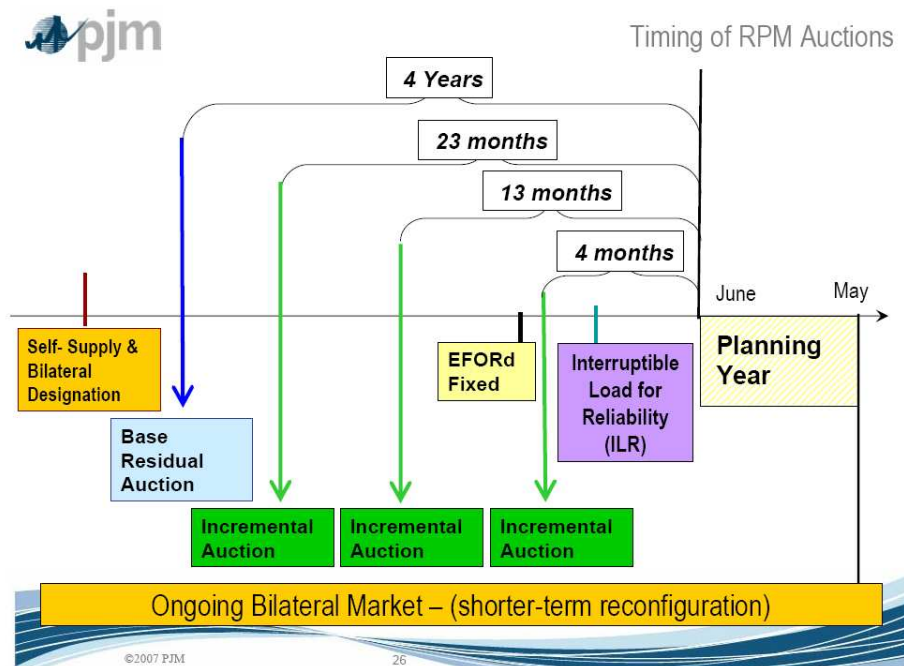 pjm
Timing of RPM Auctions
4 Years
23 months
13 months
4 months
June
May
Self- Supply &
Bilateral
Designation
EFORd
Fixed
Interruptible
Load for
Reliability
(ILR)
Planning
Year
Base
Residual
Auction
Incremental
Auction
Incremental
Auction
Incremental
Auction
Ongoing Bilateral Market – (shorter-term reconfiguration)
©2007 PJM
26